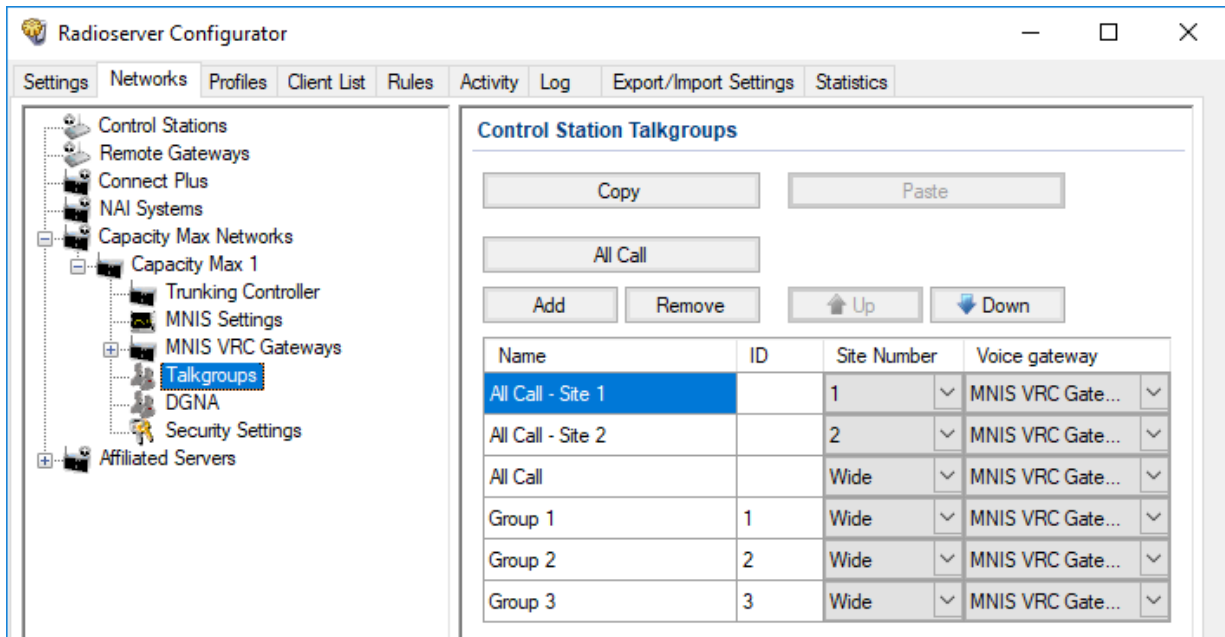 Radioserver Configurator
Settings Networks Profiles Client List Rules Activity Log Export/Import Settings Statistics
Control Stations
Remote Gateways
Connect Plus
NAI Systems
Capacity Max Networks
Capacity Max 1
Trunking Controller
MNIS Settings
MNIS VRC Gateways
Talkgroups
DGNA
Security Settings
Affiliated Servers
Control Station Talkgroups
Copy Paste
All Call
Add Remove Up Down
Name ID Site Number Voice gateway
All Call - Site 1 1 MNIS VRC Gate...
All Call - Site 2 2 MNIS VRC Gate...
All Call Wide MNIS VRC Gate...
Group 1 1 Wide MNIS VRC Gate...
Group 2 2 Wide MNIS VRC Gate...
Group 3 3 Wide MNIS VRC Gate...